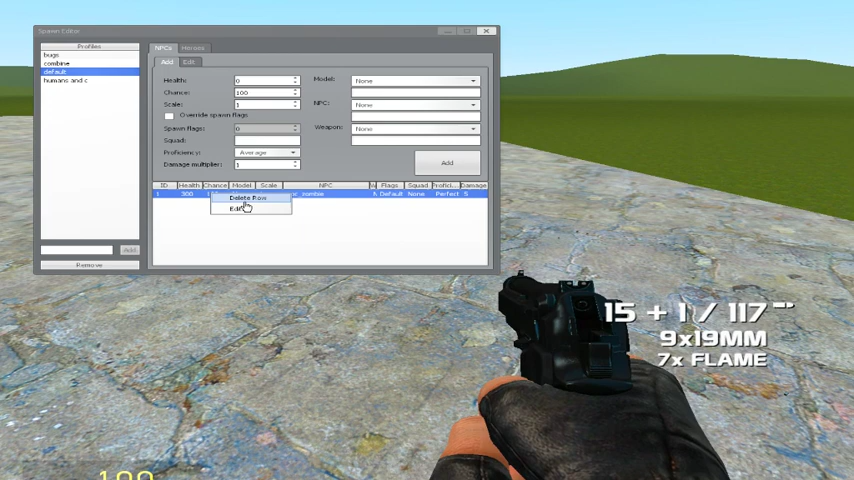 Spawn Editor
Profiles
bugs
combine
default
humans and c
Add
Remove
NPCs Heroes
Add Edit
Health: 0
Chance: 100
Scale: 1
Override spawn flags
Spawn flags: 0
Squad:
Proficiency: Average
Damage multiplier: 1
Model: None
NPC: None
Weapon: None
Add
ID Health Chance Model Scale NPC W Flags Squad Profici... Damage
1 300 _zombie N Default None Perfect 5
Delete Row
Edit
15 + 1 / 117
9x19MM
7x FLAME
100